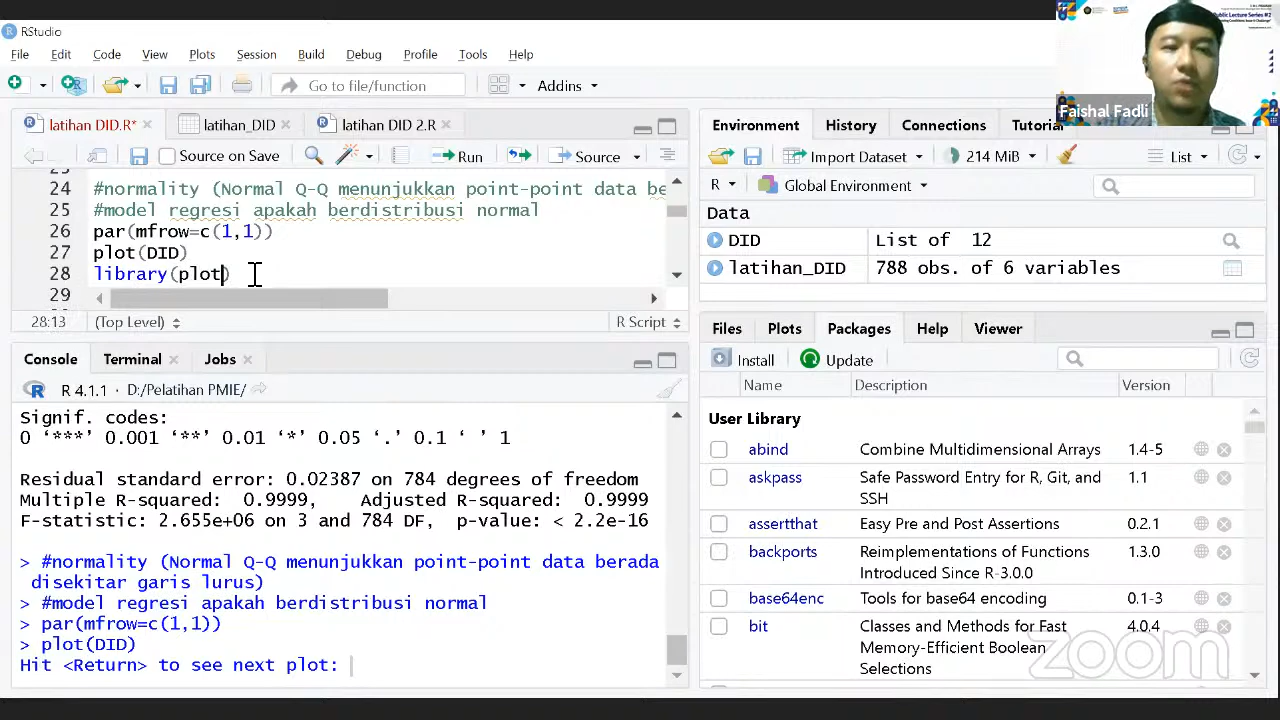 RStudio
File Edit Code View Plots Session Build Debug Profile Tools Help
Go to file/function Addins
latihan DID.R* latihan_DID latihan DID 2.R
Source on Save Run Source
24 #normality (Normal Q-Q menunjukkan point-point data be
25 #model regresi apakah berdistribusi normal
26 par(mfrow=c(1,1))
27 plot(DID)
28 library(plot)
29
28:13 (Top Level) R Script
Console Terminal Jobs
R 4.1.1 · D:/Pelatihan PMIE/
Signif. codes:
0 ‘***’ 0.001 ‘**’ 0.01 ‘*’ 0.05 ‘.’ 0.1 ‘ ’ 1
Residual standard error: 0.02387 on 784 degrees of freedom
Multiple R-squared: 0.9999, Adjusted R-squared: 0.9999
F-statistic: 2.655e+06 on 3 and 784 DF, p-value: < 2.2e-16
> #normality (Normal Q-Q menunjukkan point-point data berada
disekitar garis lurus)
> #model regresi apakah berdistribusi normal
> par(mfrow=c(1,1))
> plot(DID)
Hit <Return> to see next plot:
Public Lecture Series #2
Faishal Fadli
Environment History Connections Tutorial
Import Dataset 214 MiB List
R Global Environment
Data
DID List of 12
latihan_DID 788 obs. of 6 variables
Files Plots Packages Help Viewer
Install Update
Name Description Version
User Library
abind Combine Multidimensional Arrays 1.4-5
askpass Safe Password Entry for R, Git, and 1.1
SSH
assertthat Easy Pre and Post Assertions 0.2.1
backports Reimplementations of Functions 1.3.0
Introduced Since R-3.0.0
base64enc Tools for base64 encoding 0.1-3
bit Classes and Methods for Fast 4.0.4
Memory-Efficient Boolean
Selections
zoom